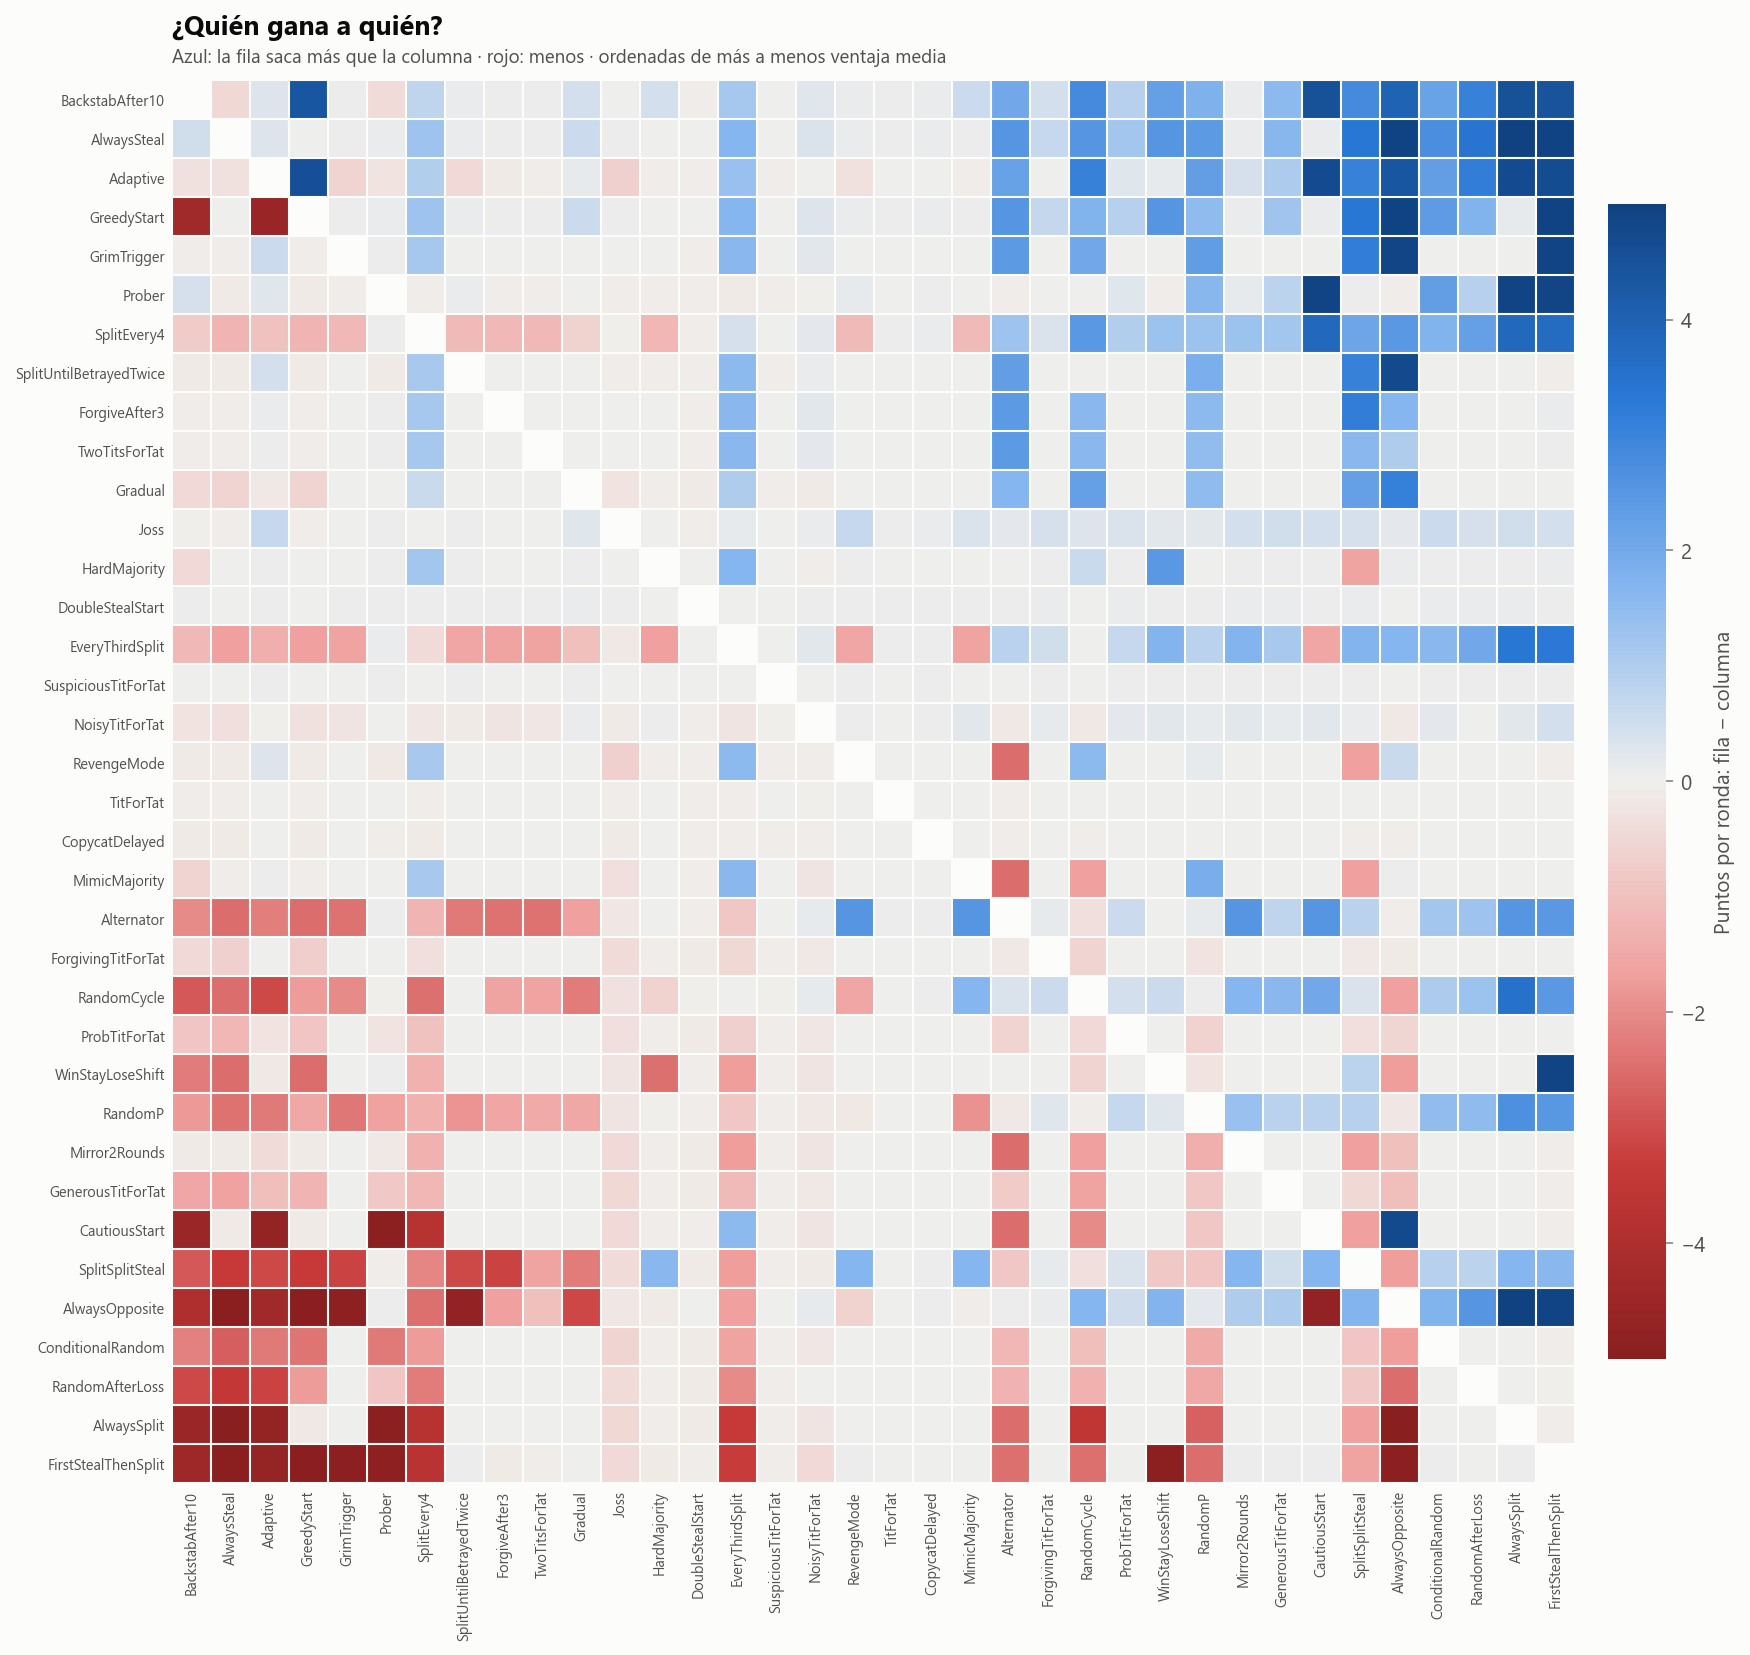 ¿Quién gana a quién?
Azul: la fila saca más que la columna · rojo: menos · ordenadas de más a menos ventaja media
BackstabAfter10
AlwaysSteal
Adaptive
GreedyStart
GrimTrigger
Prober
SplitEvery4
SplitUntilBetrayedTwice
ForgiveAfter3
TwoTitsForTat
Gradual
Joss
HardMajority
DoubleStealStart
EveryThirdSplit
SuspiciousTitForTat
NoisyTitForTat
RevengeMode
TitForTat
CopycatDelayed
MimicMajority
Alternator
ForgivingTitForTat
RandomCycle
ProbTitForTat
WinStayLoseShift
RandomP
Mirror2Rounds
GenerousTitForTat
CautiousStart
SplitSplitSteal
AlwaysOpposite
ConditionalRandom
RandomAfterLoss
AlwaysSplit
FirstStealThenSplit
BackstabAfter10
AlwaysSteal
Adaptive
GreedyStart
GrimTrigger
Prober
SplitEvery4
SplitUntilBetrayedTwice
ForgiveAfter3
TwoTitsForTat
Gradual
Joss
HardMajority
DoubleStealStart
EveryThirdSplit
SuspiciousTitForTat
NoisyTitForTat
RevengeMode
TitForTat
CopycatDelayed
MimicMajority
Alternator
ForgivingTitForTat
RandomCycle
ProbTitForTat
WinStayLoseShift
RandomP
Mirror2Rounds
GenerousTitForTat
CautiousStart
SplitSplitSteal
AlwaysOpposite
ConditionalRandom
RandomAfterLoss
AlwaysSplit
FirstStealThenSplit
4
2
0
−2
−4
Puntos por ronda: fila − columna